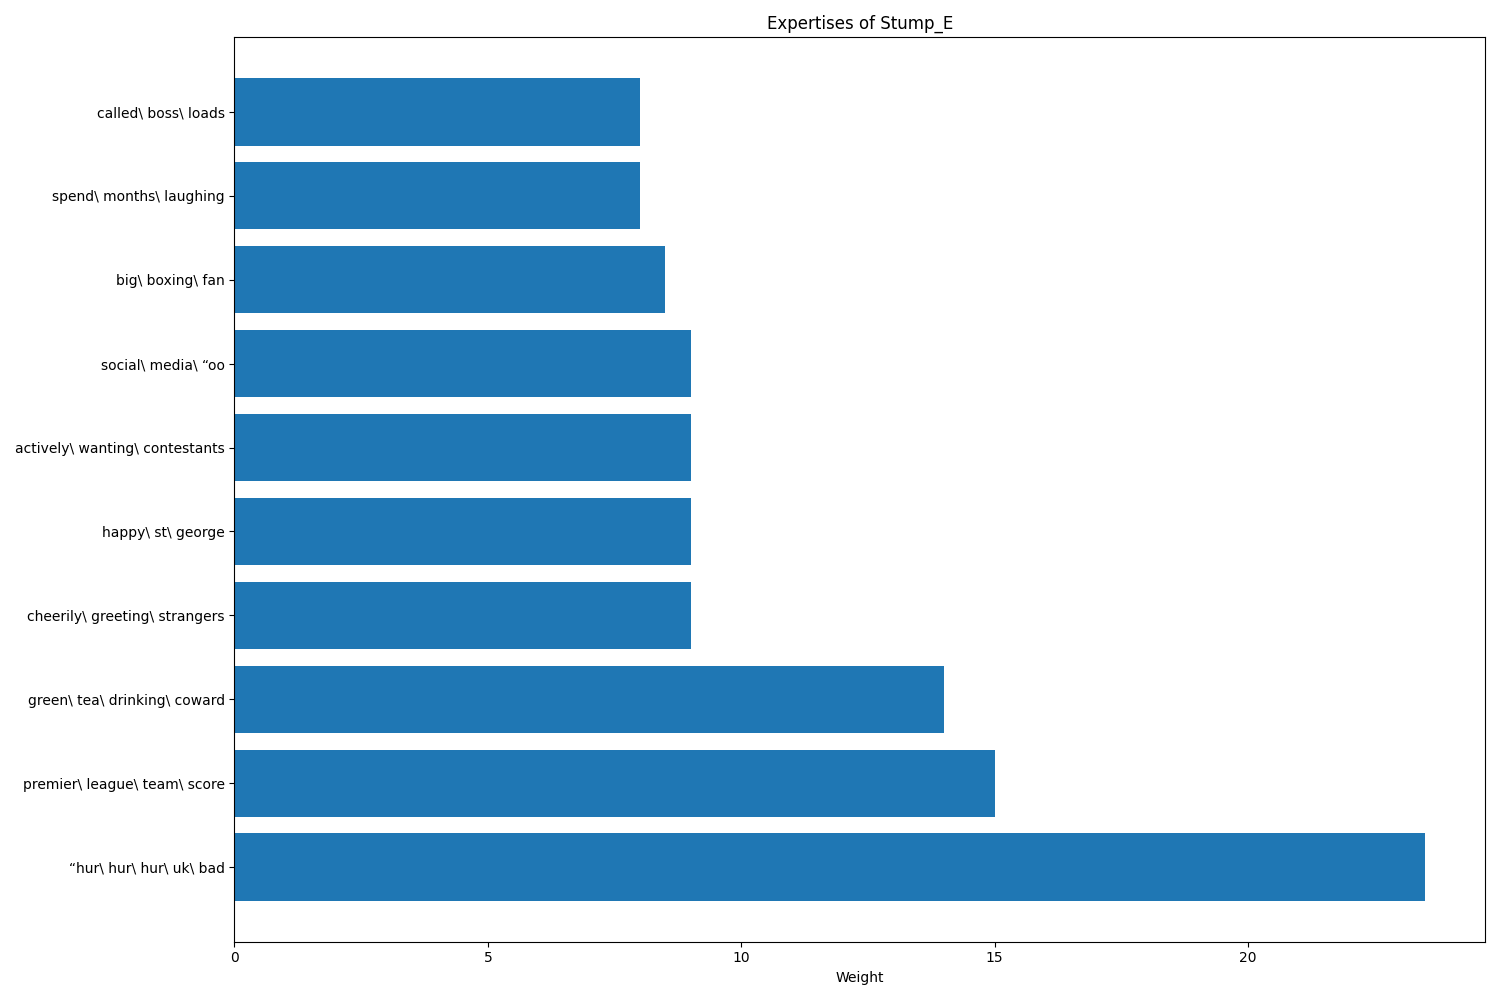 Expertises of Stump_E
called\ boss\ loads
spend\ months\ laughing
big\ boxing\ fan
social\ media\ “oo
actively\ wanting\ contestants
happy\ st\ george
cheerily\ greeting\ strangers
green\ tea\ drinking\ coward
premier\ league\ team\ score
“hur\ hur\ hur\ uk\ bad
0 5 10 15 20
Weight